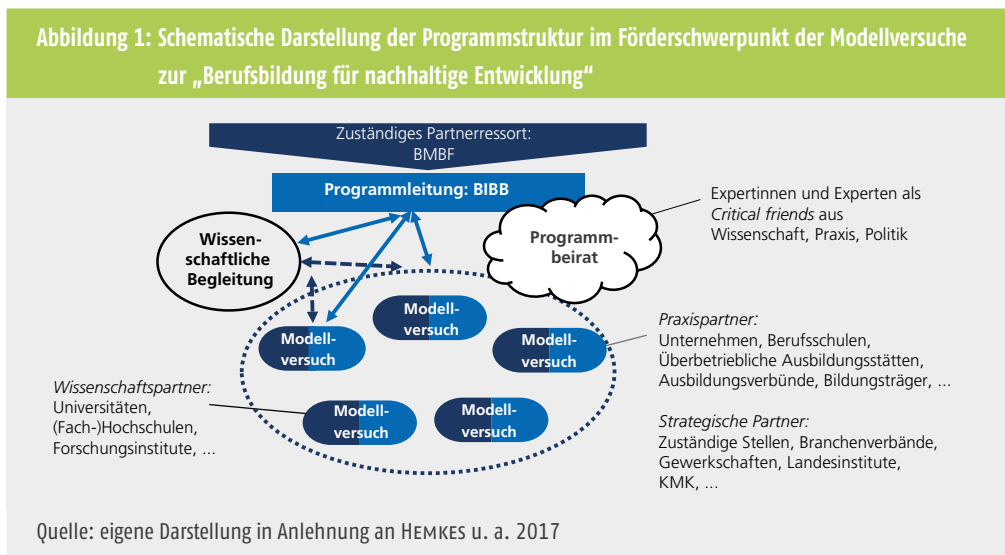 Abbildung 1: Schematische Darstellung der Programmstruktur im Förderschwerpunkt der Modellversuche
zur „Berufsbildung für nachhaltige Entwicklung“
Zuständiges Partnerressort:
BMBF
Programmleitung: BIBB
Expertinnen und Experten als
Critical friends aus
Wissenschaft, Praxis, Politik
Programm-
beirat
Wissen-
schaftliche
Begleitung
Modell-
versuch
Modell-
versuch
Modell-
versuch
Praxispartner:
Unternehmen, Berufsschulen,
Überbetriebliche Ausbildungsstätten,
Ausbildungsverbünde, Bildungsträger, ...
Wissenschaftspartner:
Universitäten,
(Fach-)Hochschulen,
Forschungsinstitute, ...
Modell-
versuch
Modell-
versuch
Strategische Partner:
Zuständige Stellen, Branchenverbände,
Gewerkschaften, Landesinstitute,
KMK, ...
Quelle: eigene Darstellung in Anlehnung an HEMKES u. a. 2017